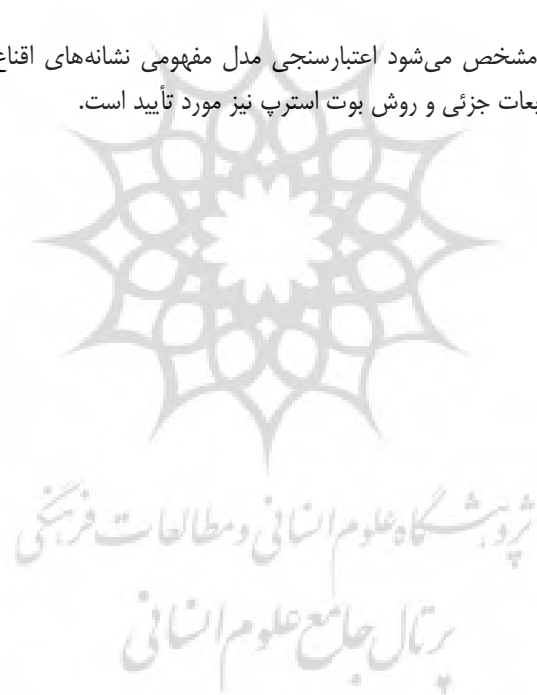 مشخص می‌شود اعتبارسنجی مدل مفهومی نشانه‌های اقناع
بعات جزئی و روش بوت استرپ نیز مورد تأیید است.
پژوهشگاه علوم انسانی و مطالعات فرهنگی
پرتال جامع علوم انسانی